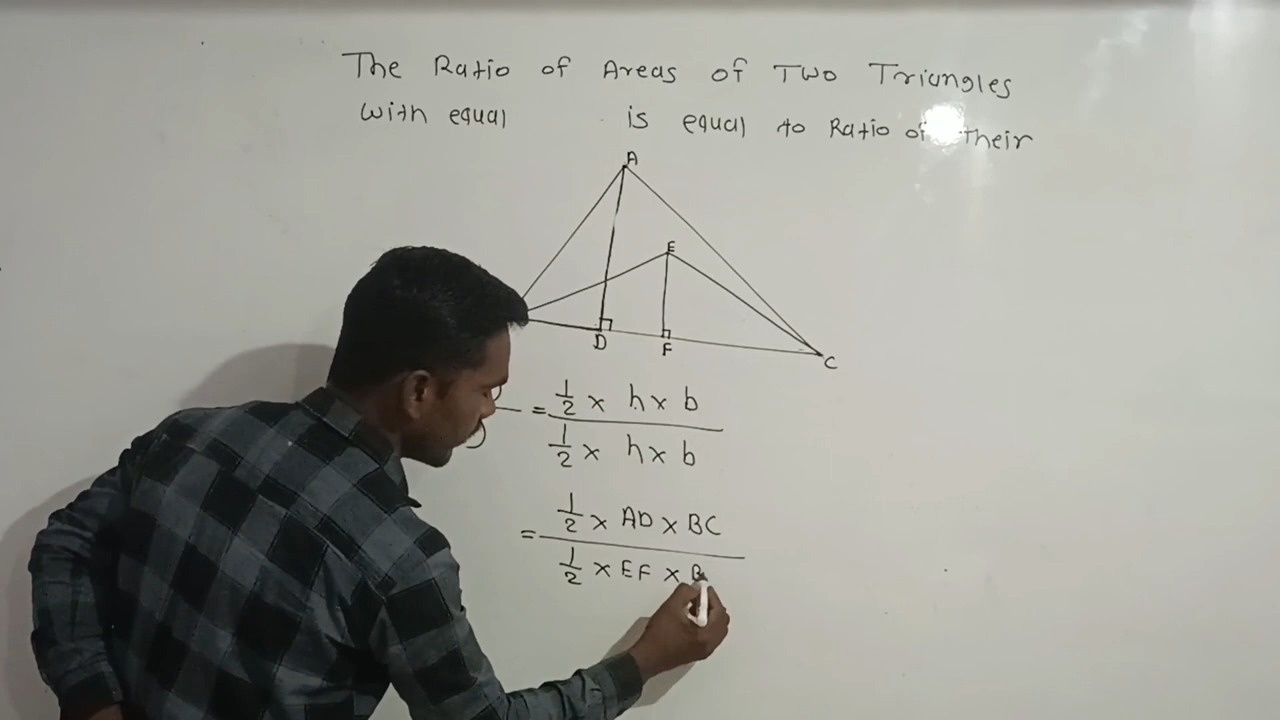 The Ratio of Areas of Two Triangles
with equal is equal to Ratio of Their
A
E
D
F
C
= 1/2 × h × b
1/2 × h × b
= 1/2 × AD × BC
1/2 × EF × B